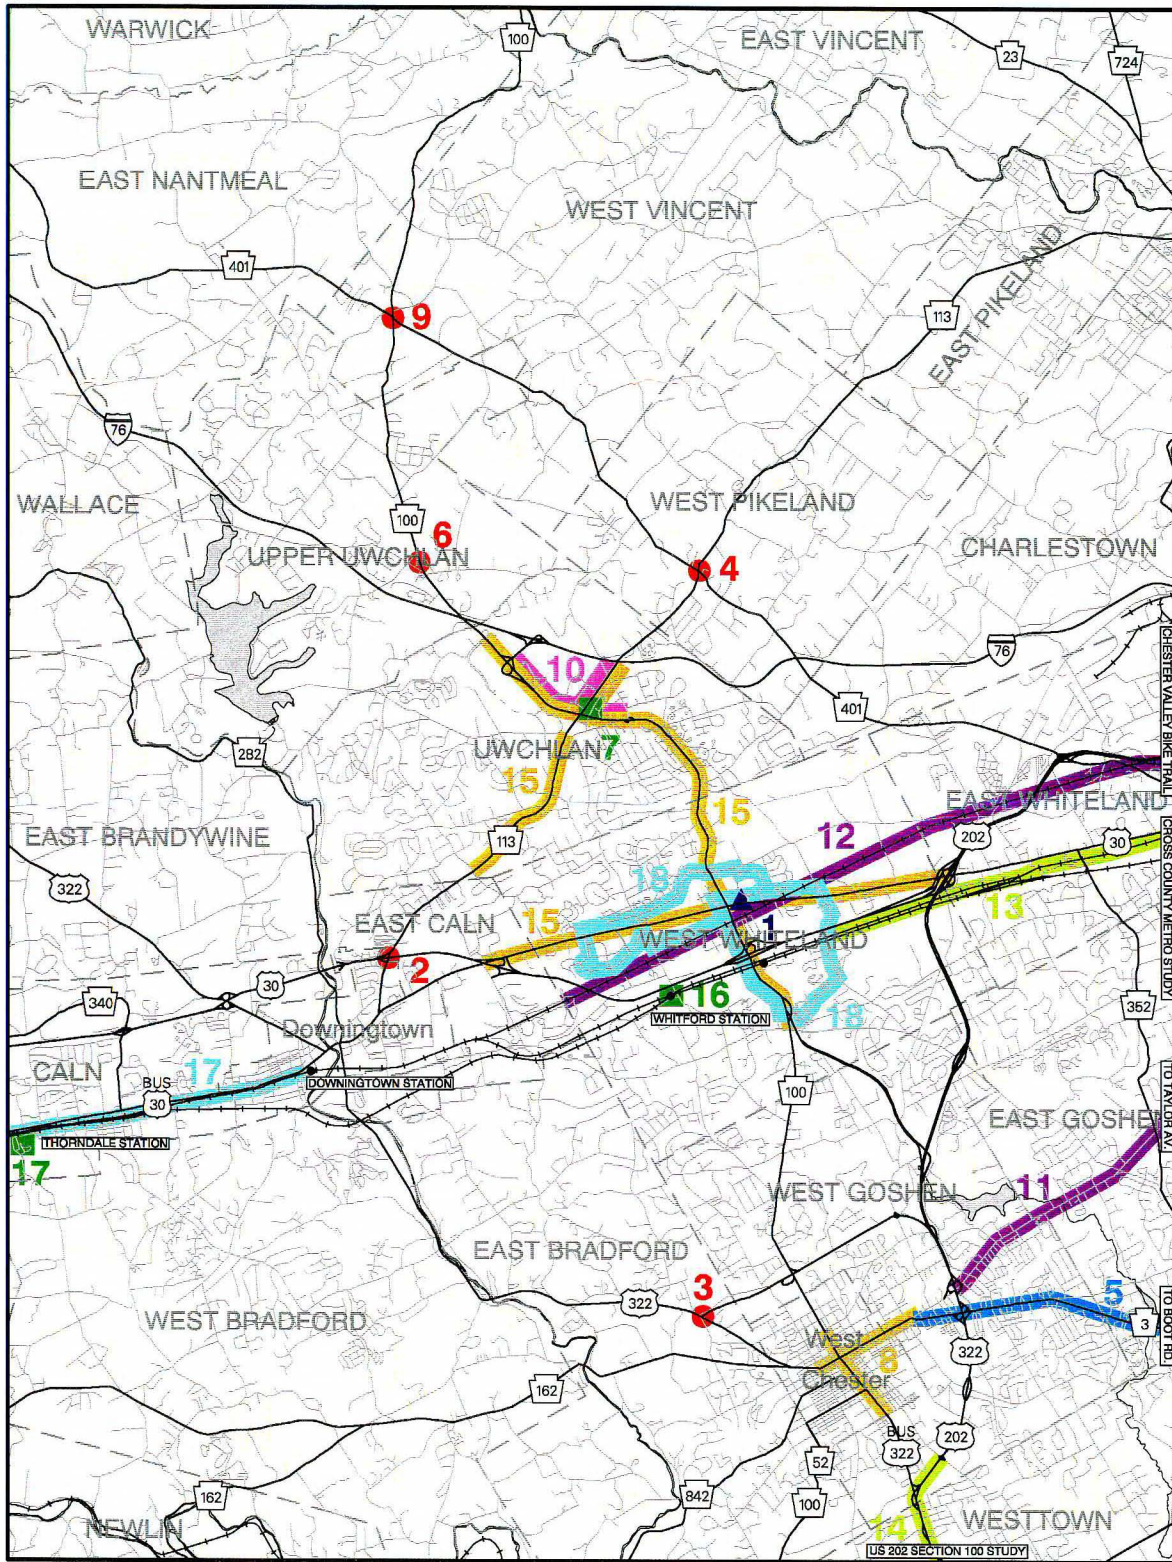 WARWICK
100
EAST VINCENT
23
724
EAST NANTMEAL
WEST VINCENT
401
9
113
EAST PIKELAND
76
WALLACE
100
6
WEST PIKELAND
UPPER UWCHLAN
4
CHARLESTOWN
10
76
CHESTER VALLEY BIKE TRAIL
401
282
UWCHLAN
7
15
15
EAST WHITELAND
12
EAST BRANDYWINE
113
202
30
CROSS COUNTY METRO STUDY
322
18
13
EAST CALN
15
1
WEST WHITELAND
2
30
340
16
WHITFORD STATION
18
352
Downingtown
CALN
17
DOWNINGTOWN STATION
BUS
30
100
TO TAYLOR AV.
EAST GOSHEN
THORNDALE STATION
17
WEST GOSHEN
11
EAST BRADFORD
3
322
5
3
TO BOOT RD.
WEST BRADFORD
West
Chester
8
322
162
BUS
322
202
52
162
842
100
NEWLIN
14
WESTTOWN
US 202 SECTION 100 STUDY